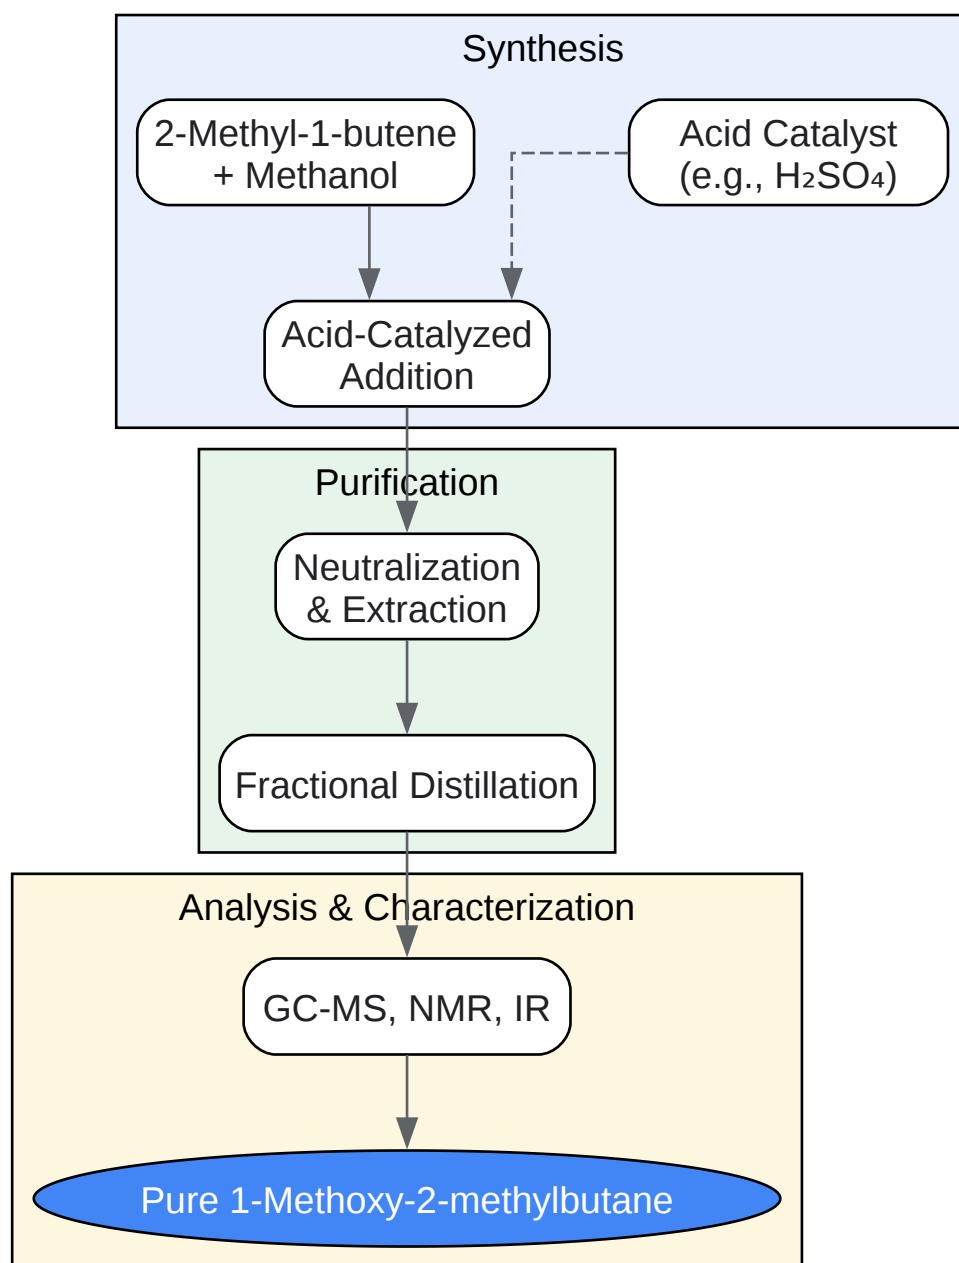 Synthesis
2-Methyl-1-butene
+ Methanol
Acid Catalyst
(e.g., H₂SO₄)
Acid-Catalyzed
Addition
Purification
Neutralization
& Extraction
Fractional Distillation
Analysis & Characterization
GC-MS, NMR, IR
Pure 1-Methoxy-2-methylbutane